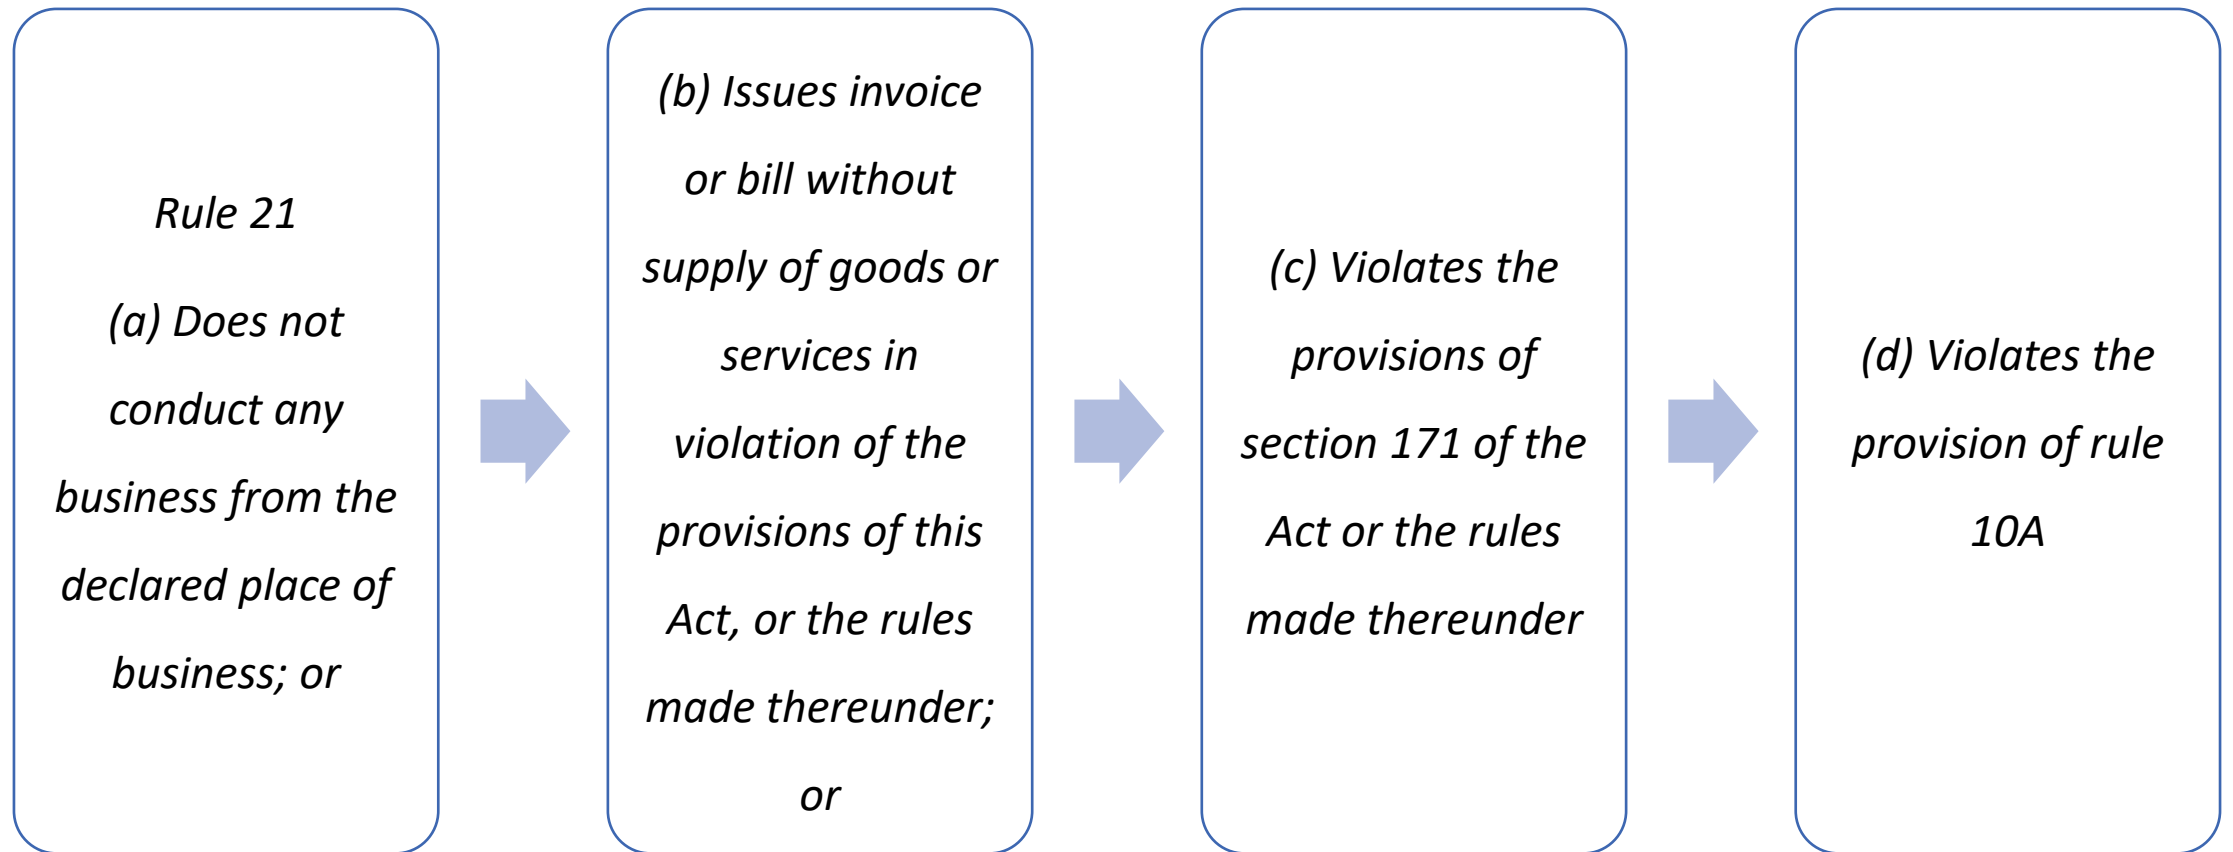 Rule 21
(a) Does not
conduct any
business from the
declared place of
business; or
(b) Issues invoice
or bill without
supply of goods or
services in
violation of the
provisions of this
Act, or the rules
made thereunder;
or
(c) Violates the
provisions of
section 171 of the
Act or the rules
made thereunder
(d) Violates the
provision of rule
10A